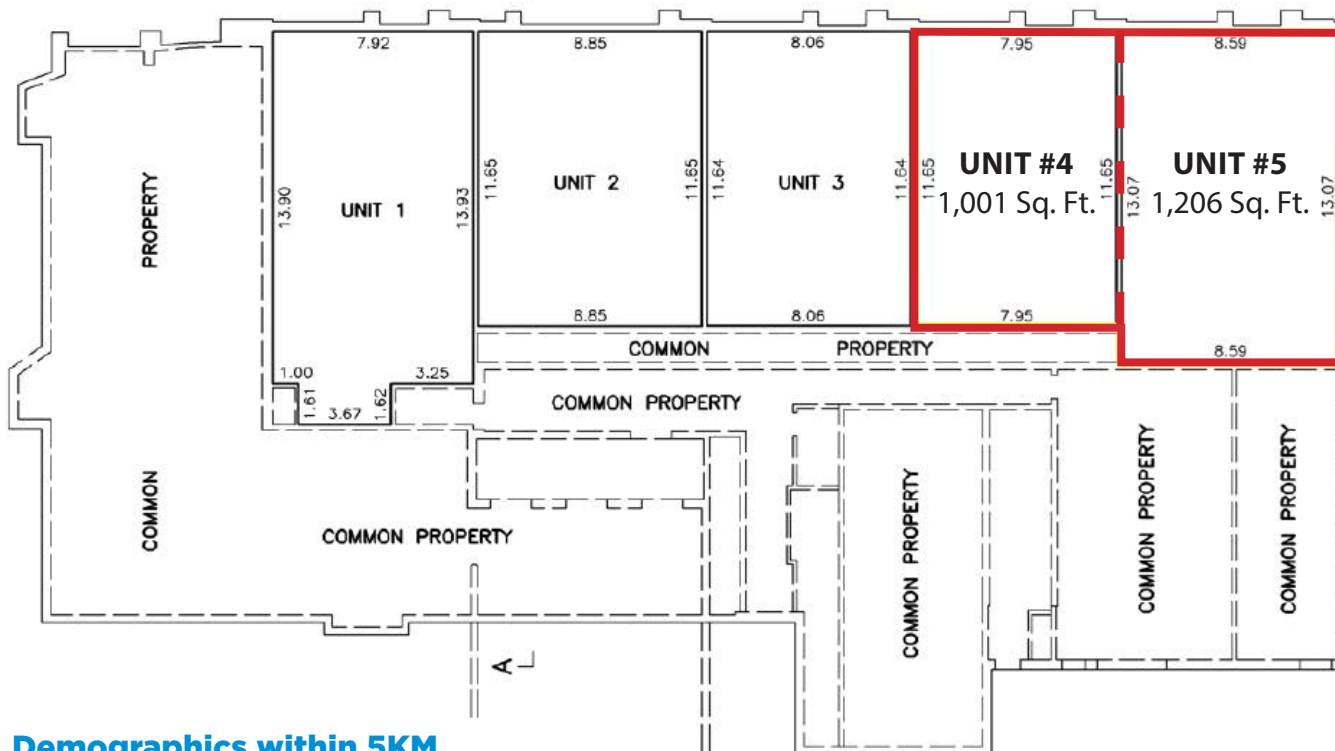 7.92
8.85
8.06
7.95
8.59
13.90
UNIT 1
13.93
11.65
UNIT 2
11.65
11.64
UNIT 3
11.64
11.65
UNIT #4
1,001 Sq. Ft.
11.65
13.07
UNIT #5
1,206 Sq. Ft.
13.07
PROPERTY
COMMON
8.85
8.06
7.95
8.59
COMMON PROPERTY
1.00
3.25
1.61
3.67
1.62
COMMON PROPERTY
COMMON PROPERTY
COMMON PROPERTY
COMMON PROPERTY
COMMON PROPERTY
A
Demographics within 5KM